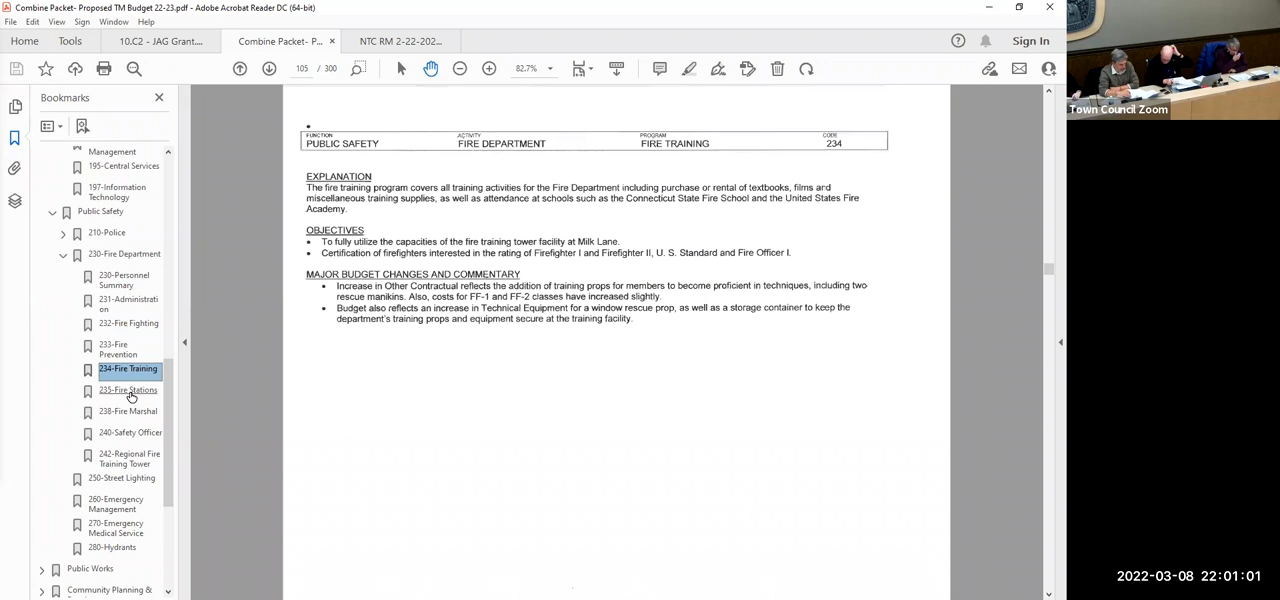 Combine Packet- Proposed TM Budget 22-23.pdf - Adobe Acrobat Reader DC (64-bit)
File Edit View Sign Window Help
Home Tools 10.C2 - JAG Grant... Combine Packet- P... × NTC RM 2-22-202... Sign In
105 / 300 82.7%
Bookmarks
Management
195-Central Services
197-Information
Technology
Public Safety
210-Police
230-Fire Department
230-Personnel
Summary
231-Administrati
on
232-Fire Fighting
233-Fire
Prevention
234-Fire Training
235-Fire Stations
238-Fire Marshal
240-Safety Officer
242-Regional Fire
Training Tower
250-Street Lighting
260-Emergency
Management
270-Emergency
Medical Service
280-Hydrants
Public Works
Community Planning &
FUNCTION ACTIVITY PROGRAM CODE
PUBLIC SAFETY FIRE DEPARTMENT FIRE TRAINING 234
EXPLANATION
The fire training program covers all training activities for the Fire Department including purchase or rental of textbooks, films and
miscellaneous training supplies, as well as attendance at schools such as the Connecticut State Fire School and the United States Fire
Academy.
OBJECTIVES
• To fully utilize the capacities of the fire training tower facility at Milk Lane.
• Certification of firefighters interested in the rating of Firefighter I and Firefighter II, U. S. Standard and Fire Officer I.
MAJOR BUDGET CHANGES AND COMMENTARY
• Increase in Other Contractual reflects the addition of training props for members to become proficient in techniques, including two
rescue manikins. Also, costs for FF-1 and FF-2 classes have increased slightly.
• Budget also reflects an increase in Technical Equipment for a window rescue prop, as well as a storage container to keep the
department's training props and equipment secure at the training facility.
Town Council Zoom
2022-03-08 22:01:01